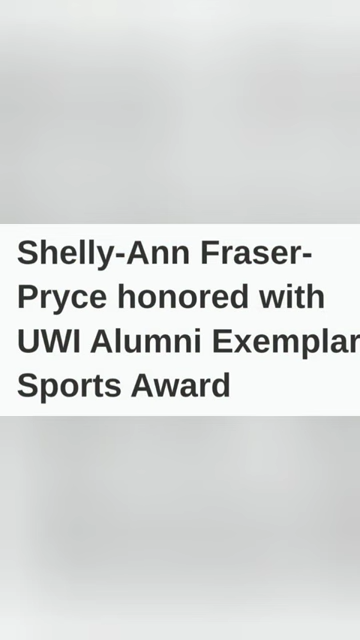 Shelly-Ann Fraser-
Pryce honored with
UWI Alumni Exemplar
Sports Award